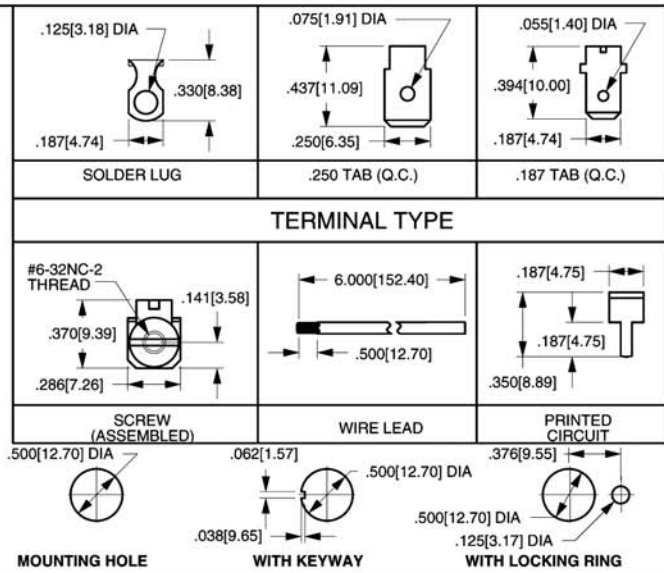 .125[3.18] DIA
.330[8.38]
.187[4.74]
SOLDER LUG
.075[1.91] DIA
.437[11.09]
.250[6.35]
.250 TAB (Q.C.)
.055[1.40] DIA
.394[10.00]
.187[4.74]
.187 TAB (Q.C.)
TERMINAL TYPE
#6-32NC-2
THREAD
.141[3.58]
.370[9.39]
.286[7.26]
SCREW
(ASSEMBLED)
6.000[152.40]
.500[12.70]
WIRE LEAD
.187[4.75]
.187[4.75]
.350[8.89]
PRINTED
CIRCUIT
.500[12.70] DIA
MOUNTING HOLE
.062[1.57]
.500[12.70] DIA
.038[9.65]
WITH KEYWAY
.376[9.55]
.500[12.70] DIA
.125[3.17] DIA
WITH LOCKING RING